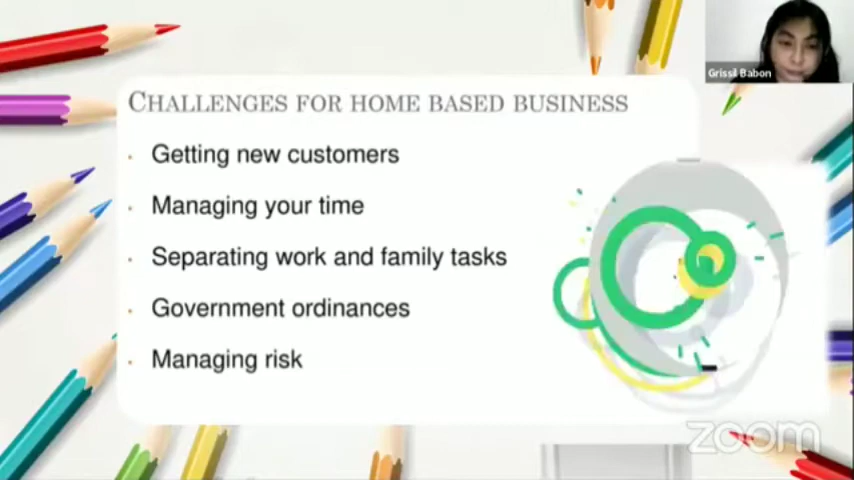 Grissil Babon
CHALLENGES FOR HOME BASED BUSINESS
Getting new customers
Managing your time
Separating work and family tasks
Government ordinances
Managing risk
zoom